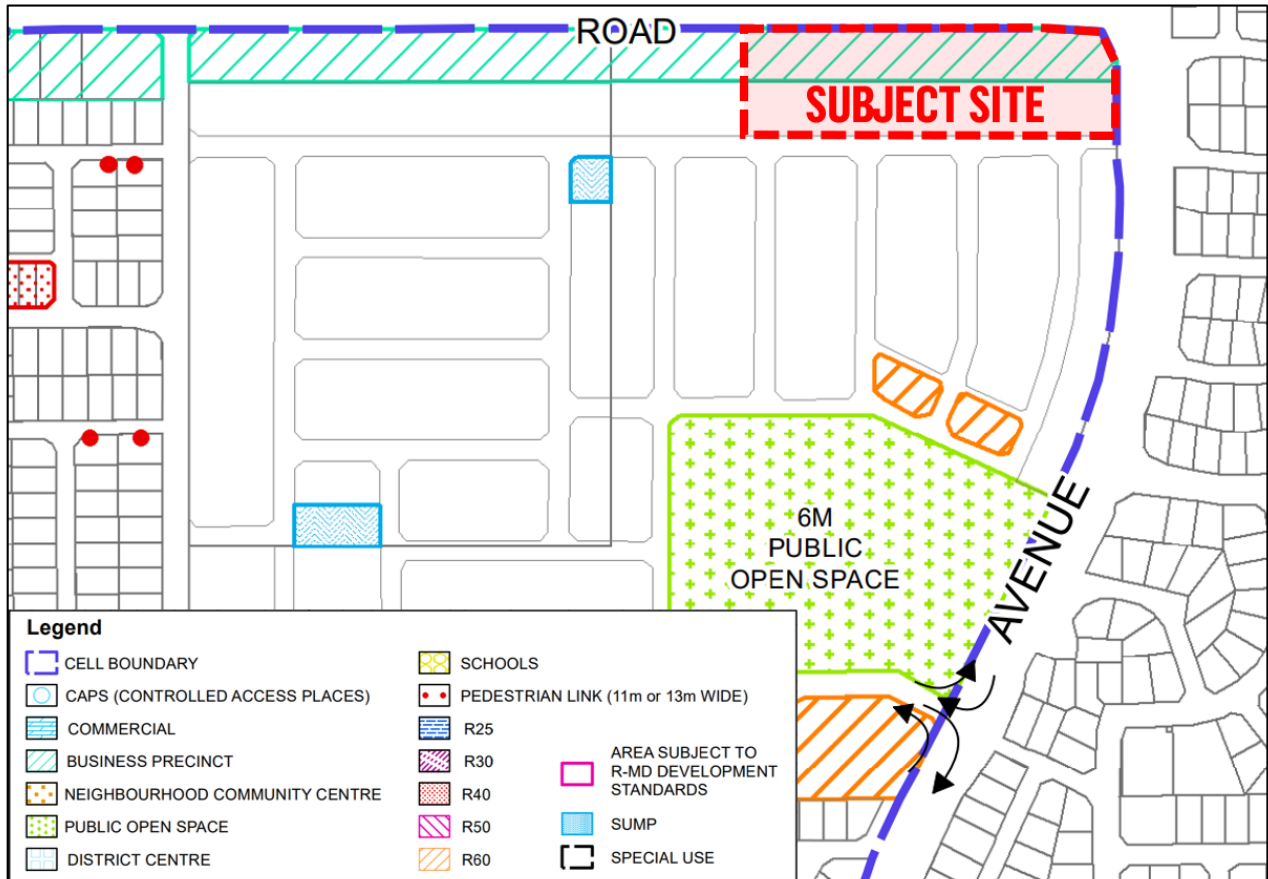 ROAD
SUBJECT SITE
6M
PUBLIC
OPEN SPACE
AVENUE
Legend
CELL BOUNDARY
CAPS (CONTROLLED ACCESS PLACES)
COMMERCIAL
BUSINESS PRECINCT
NEIGHBOURHOOD COMMUNITY CENTRE
PUBLIC OPEN SPACE
DISTRICT CENTRE
SCHOOLS
PEDESTRIAN LINK (11m or 13m WIDE)
R25
R30
R40
R50
R60
AREA SUBJECT TO
R-MD DEVELOPMENT
STANDARDS
SUMP
SPECIAL USE